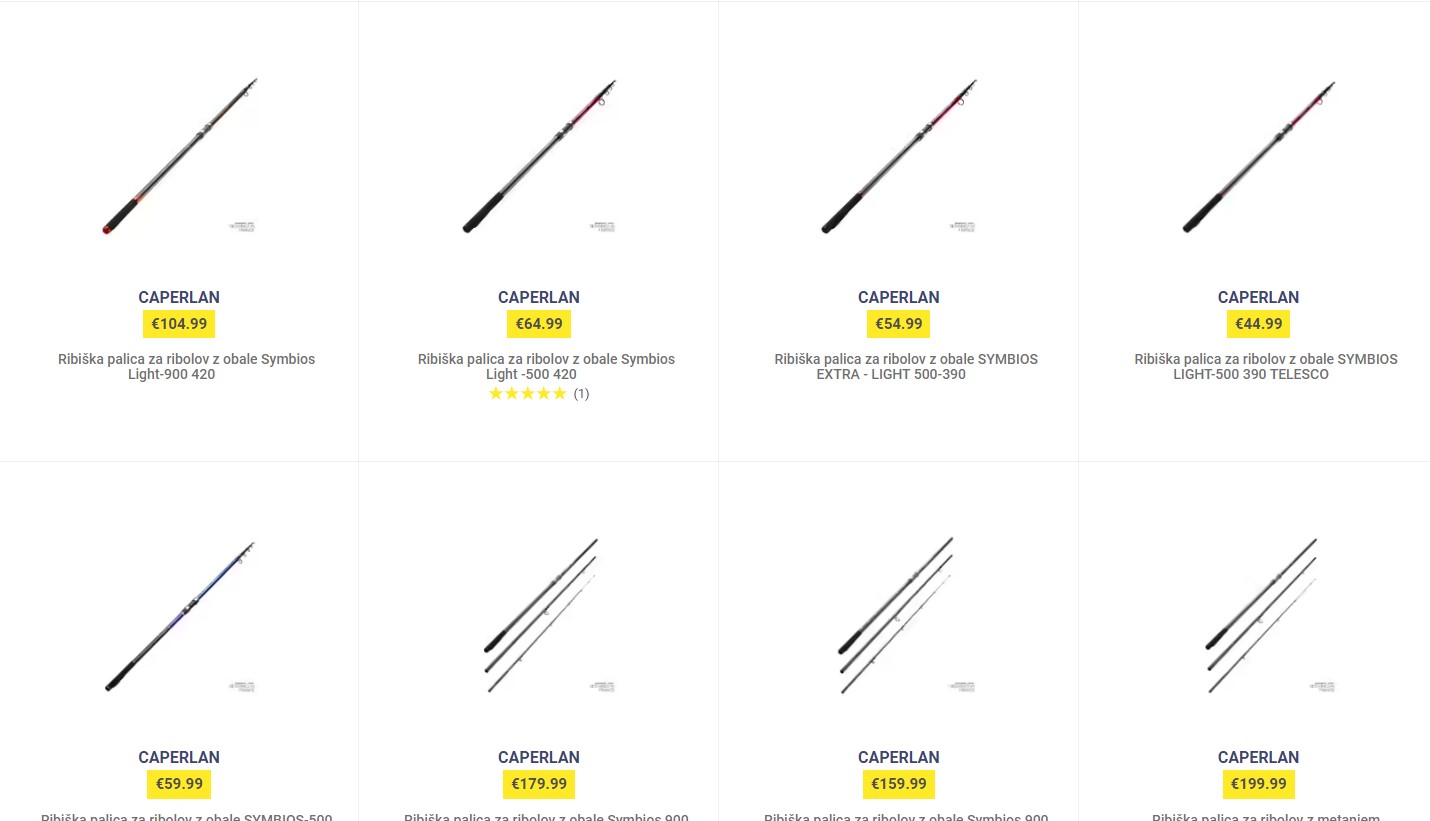 CAPERLAN
€104.99
Ribiška palica za ribolov z obale Symbios
Light-900 420
CAPERLAN
€64.99
Ribiška palica za ribolov z obale Symbios
Light -500 420
(1)
CAPERLAN
€54.99
Ribiška palica za ribolov z obale SYMBIOS
EXTRA - LIGHT 500-390
CAPERLAN
€44.99
Ribiška palica za ribolov z obale SYMBIOS
LIGHT-500 390 TELESCO
CAPERLAN
€59.99
Ribiška palica za ribolov z obale SYMBIOS-500
CAPERLAN
€179.99
Ribiška palica za ribolov z obale Symbios 900
CAPERLAN
€159.99
Ribiška palica za ribolov z obale Symbios 900
CAPERLAN
€199.99
Ribiška palica za ribolov z metanjem